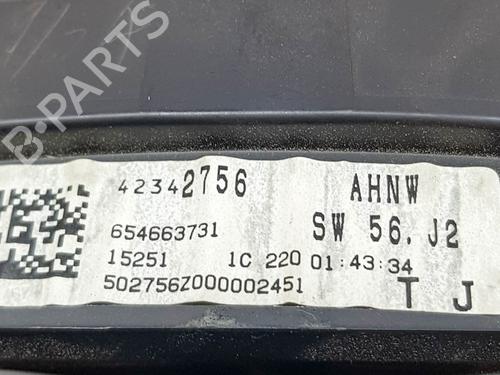 B-PARTS
42342756 AHNW
654663731 SW 56. J2
15251 1C 220 01:43:34
502756Z000002451 T J